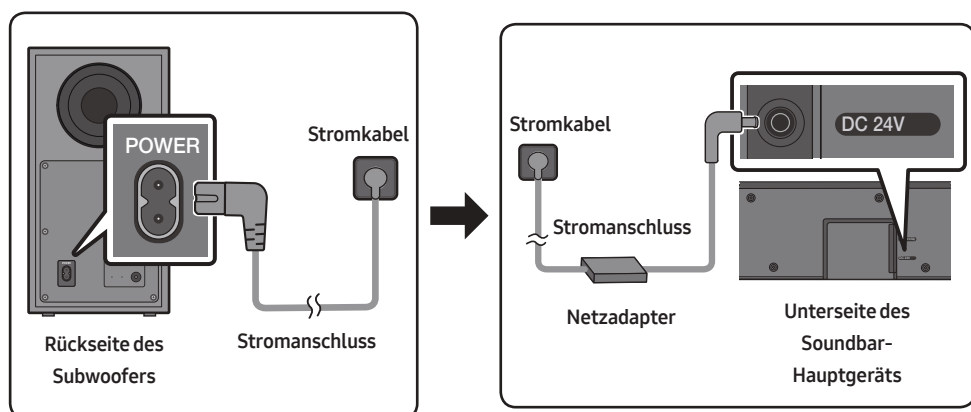 POWER
Stromkabel
Stromanschluss
Rückseite des
Subwoofers
Stromkabel
DC 24V
Stromanschluss
Netzadapter
Unterseite des
Soundbar-
Hauptgeräts